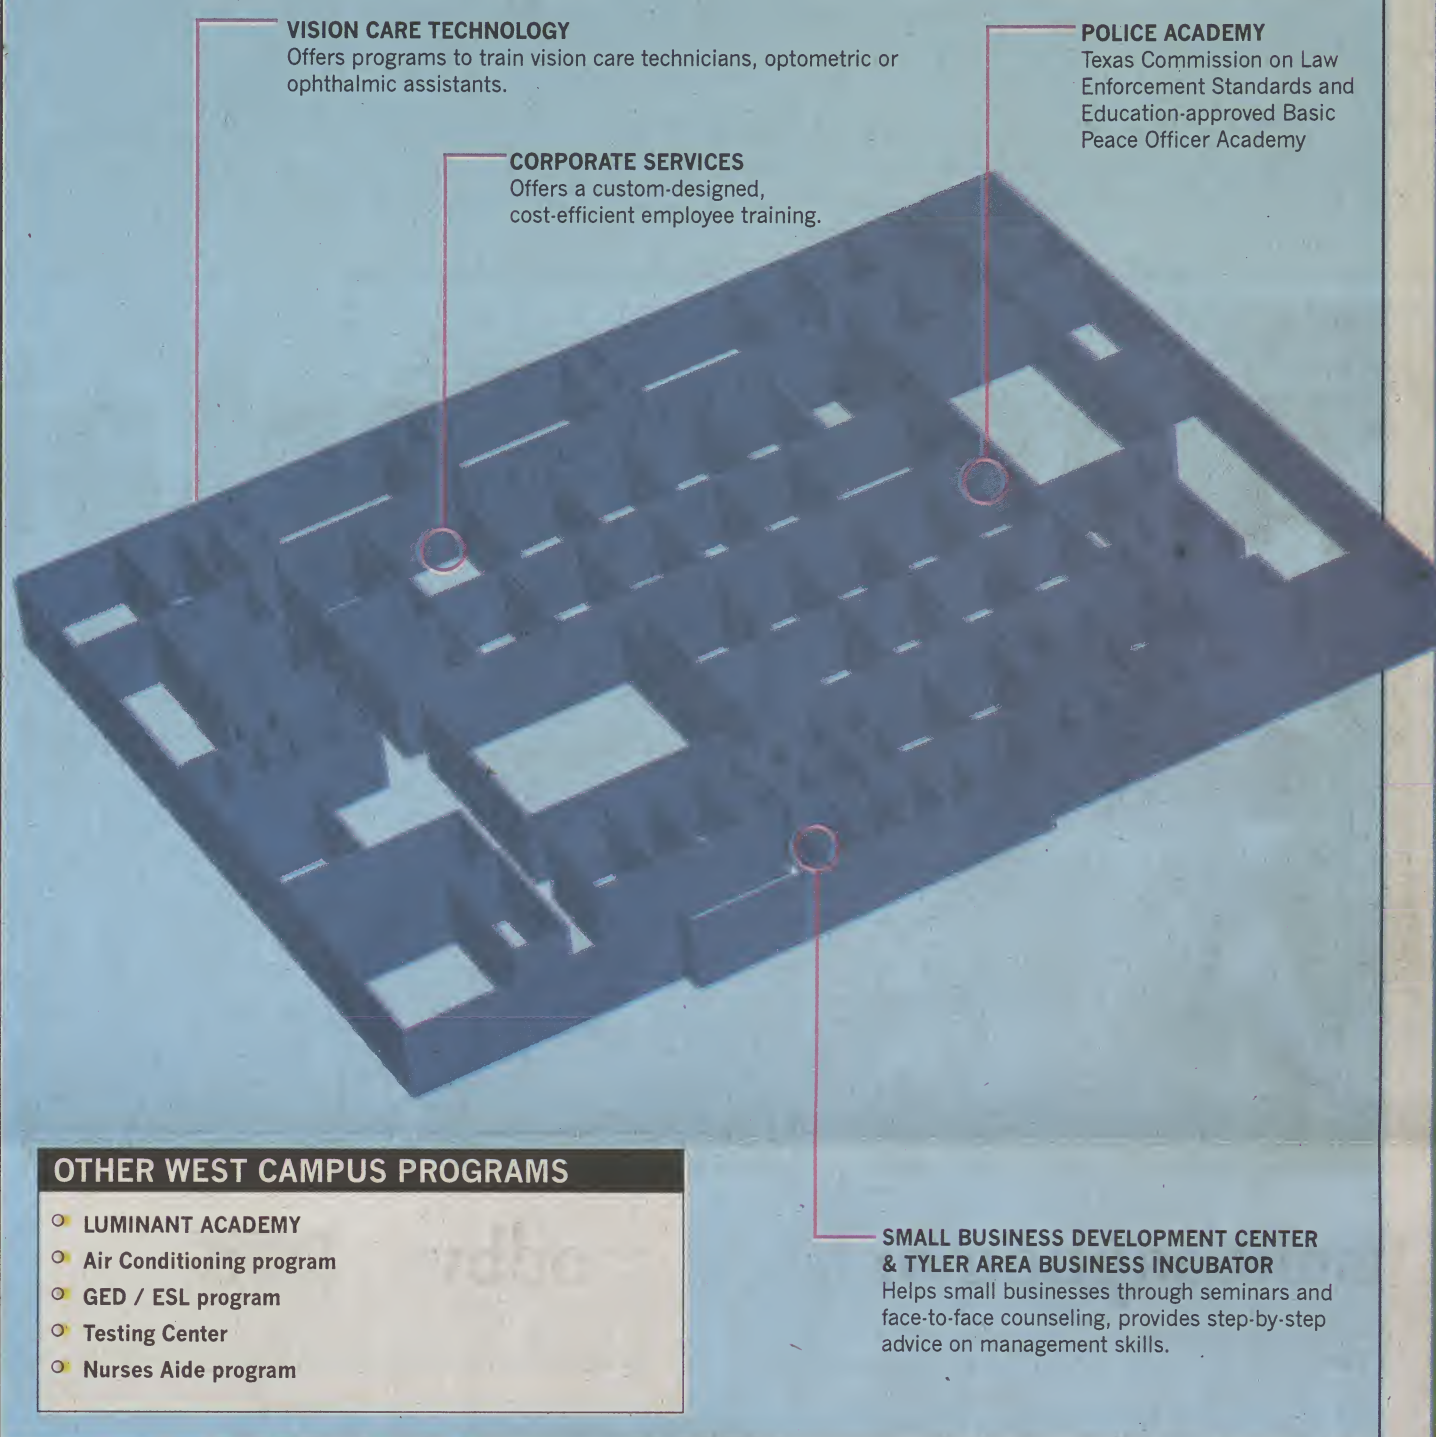 VISION CARE TECHNOLOGY
Offers programs to train vision care technicians, optometric or
ophthalmic assistants.
POLICE ACADEMY
Texas Commission on Law
Enforcement Standards and
Education-approved Basic
Peace Officer Academy
CORPORATE SERVICES
Offers a custom-designed,
cost-efficient employee training.
OTHER WEST CAMPUS PROGRAMS
LUMINANT ACADEMY
Air Conditioning program
GED / ESL program
Testing Center
Nurses Aide program
SMALL BUSINESS DEVELOPMENT CENTER
& TYLER AREA BUSINESS INCUBATOR
Helps small businesses through seminars and
face-to-face counseling, provides step-by-step
advice on management skills.